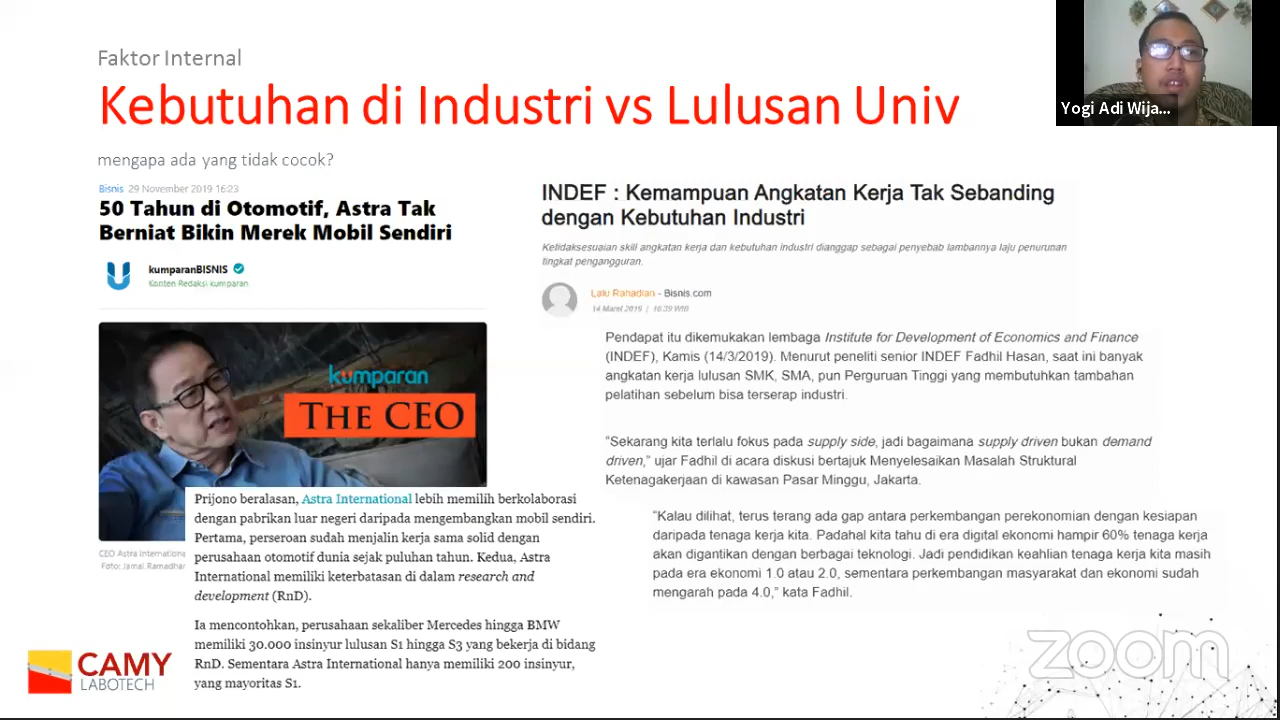 Faktor Internal
Kebutuhan di Industri vs Lulusan Univ
mengapa ada yang tidak cocok?
Bisnis 29 November 2019 16:23
50 Tahun di Otomotif, Astra Tak
Berniat Bikin Merek Mobil Sendiri
kumparanBISNIS
Konten Redaksi kumparan
kumparan
THE CEO
CEO Astra Internationa
Foto: Jamal Ramadhan
Prijono beralasan, Astra International lebih memilih berkolaborasi
dengan pabrikan luar negeri daripada mengembangkan mobil sendiri.
Pertama, perseroan sudah menjalin kerja sama solid dengan
perusahaan otomotif dunia sejak puluhan tahun. Kedua, Astra
International memiliki keterbatasan di dalam research and
development (RnD).
Ia mencontohkan, perusahaan sekaliber Mercedes hingga BMW
memiliki 30.000 insinyur lulusan S1 hingga S3 yang bekerja di bidang
RnD. Sementara Astra International hanya memiliki 200 insinyur,
yang mayoritas S1.
CAMY
LABOTECH
INDEF : Kemampuan Angkatan Kerja Tak Sebanding
dengan Kebutuhan Industri
Ketidaksesuaian skill angkatan kerja dan kebutuhan industri dianggap sebagai penyebab lambannya laju penurunan
tingkat pengangguran.
Lalu Rahadian - Bisnis.com
14 Maret 2019 | 16:39 WIB
Pendapat itu dikemukakan lembaga Institute for Development of Economics and Finance
(INDEF), Kamis (14/3/2019). Menurut peneliti senior INDEF Fadhil Hasan, saat ini banyak
angkatan kerja lulusan SMK, SMA, pun Perguruan Tinggi yang membutuhkan tambahan
pelatihan sebelum bisa terserap industri.
"Sekarang kita terlalu fokus pada supply side, jadi bagaimana supply driven bukan demand
driven," ujar Fadhil di acara diskusi bertajuk Menyelesaikan Masalah Struktural
Ketenagakerjaan di kawasan Pasar Minggu, Jakarta.
"Kalau dilihat, terus terang ada gap antara perkembangan perekonomian dengan kesiapan
daripada tenaga kerja kita. Padahal kita tahu di era digital ekonomi hampir 60% tenaga kerja
akan digantikan dengan berbagai teknologi. Jadi pendidikan keahlian tenaga kerja kita masih
pada era ekonomi 1.0 atau 2.0, sementara perkembangan masyarakat dan ekonomi sudah
mengarah pada 4.0," kata Fadhil.
Yogi Adi Wija...
zoom